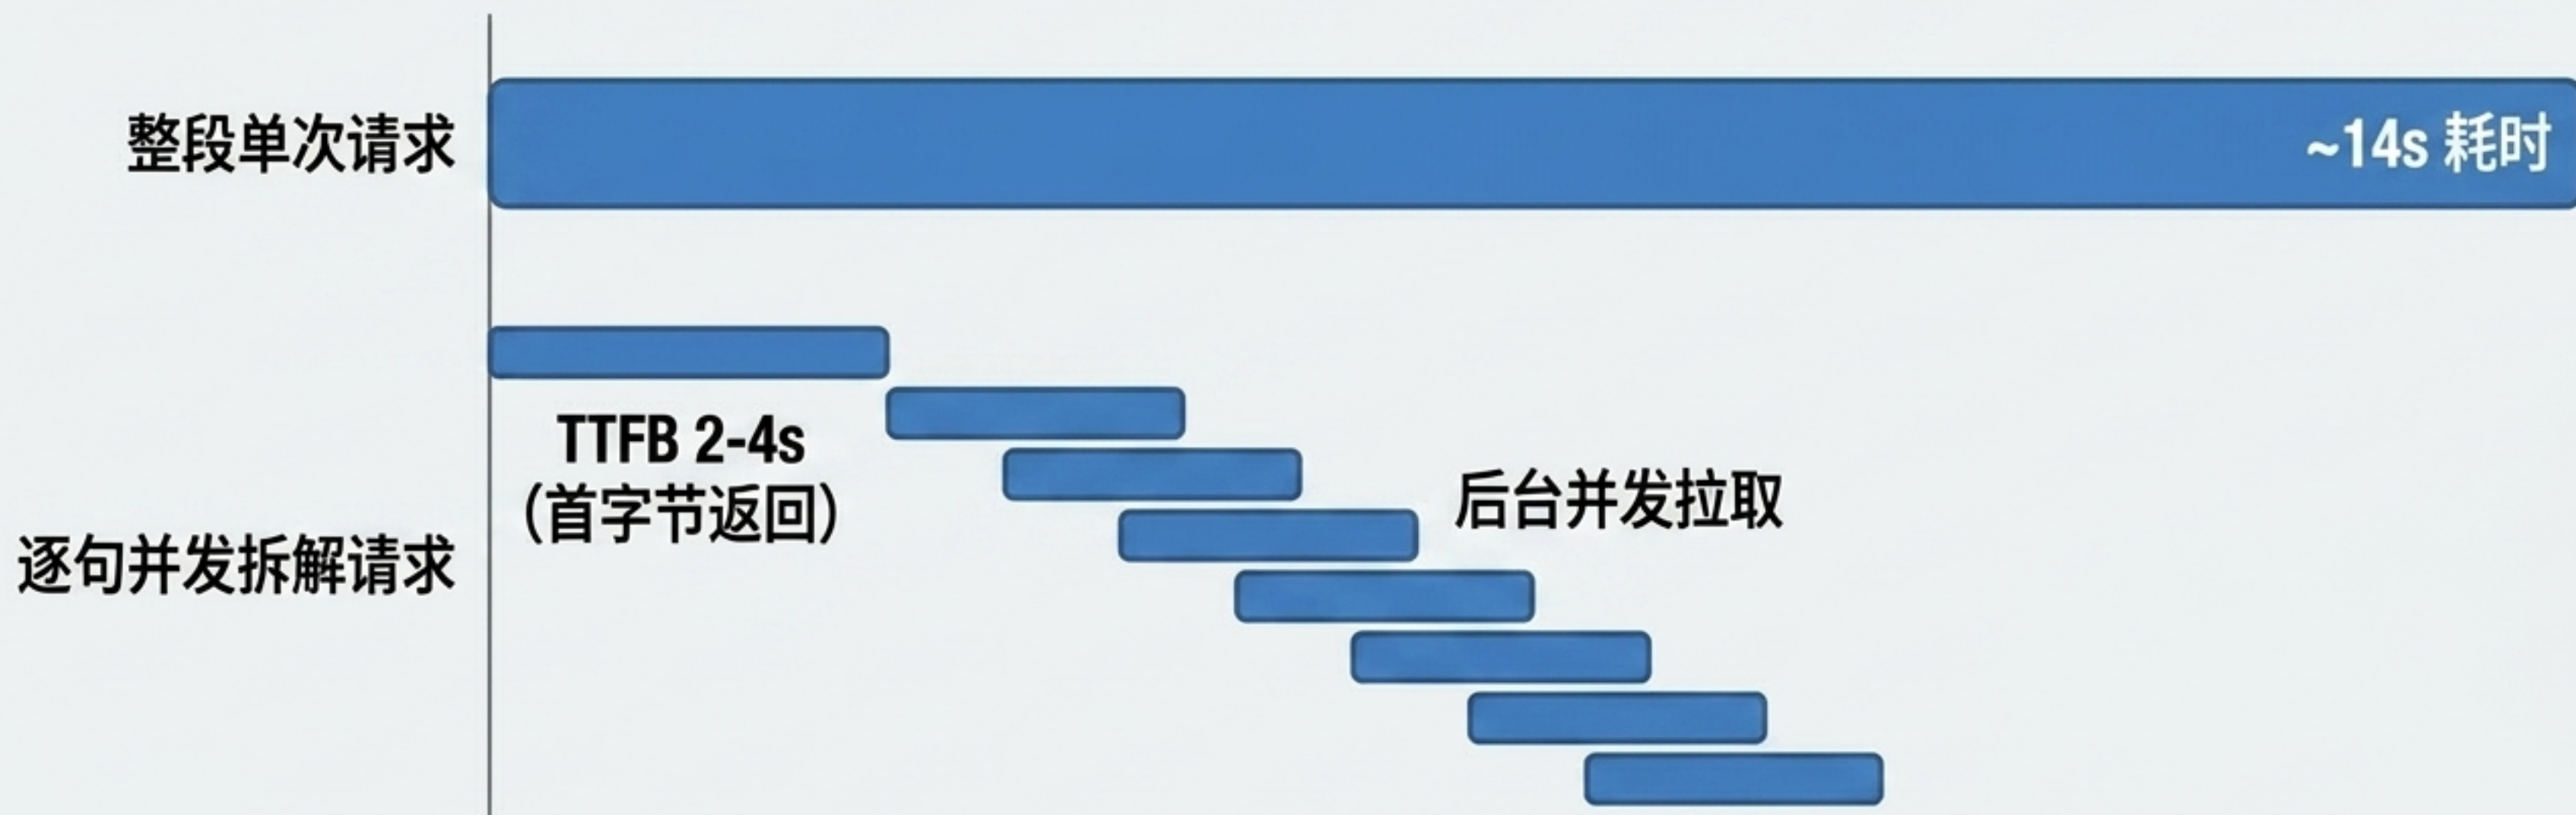 整段单次请求
~14s 耗时
TTFB 2-4s
（首字节返回）
后台并发拉取
逐句并发拆解请求